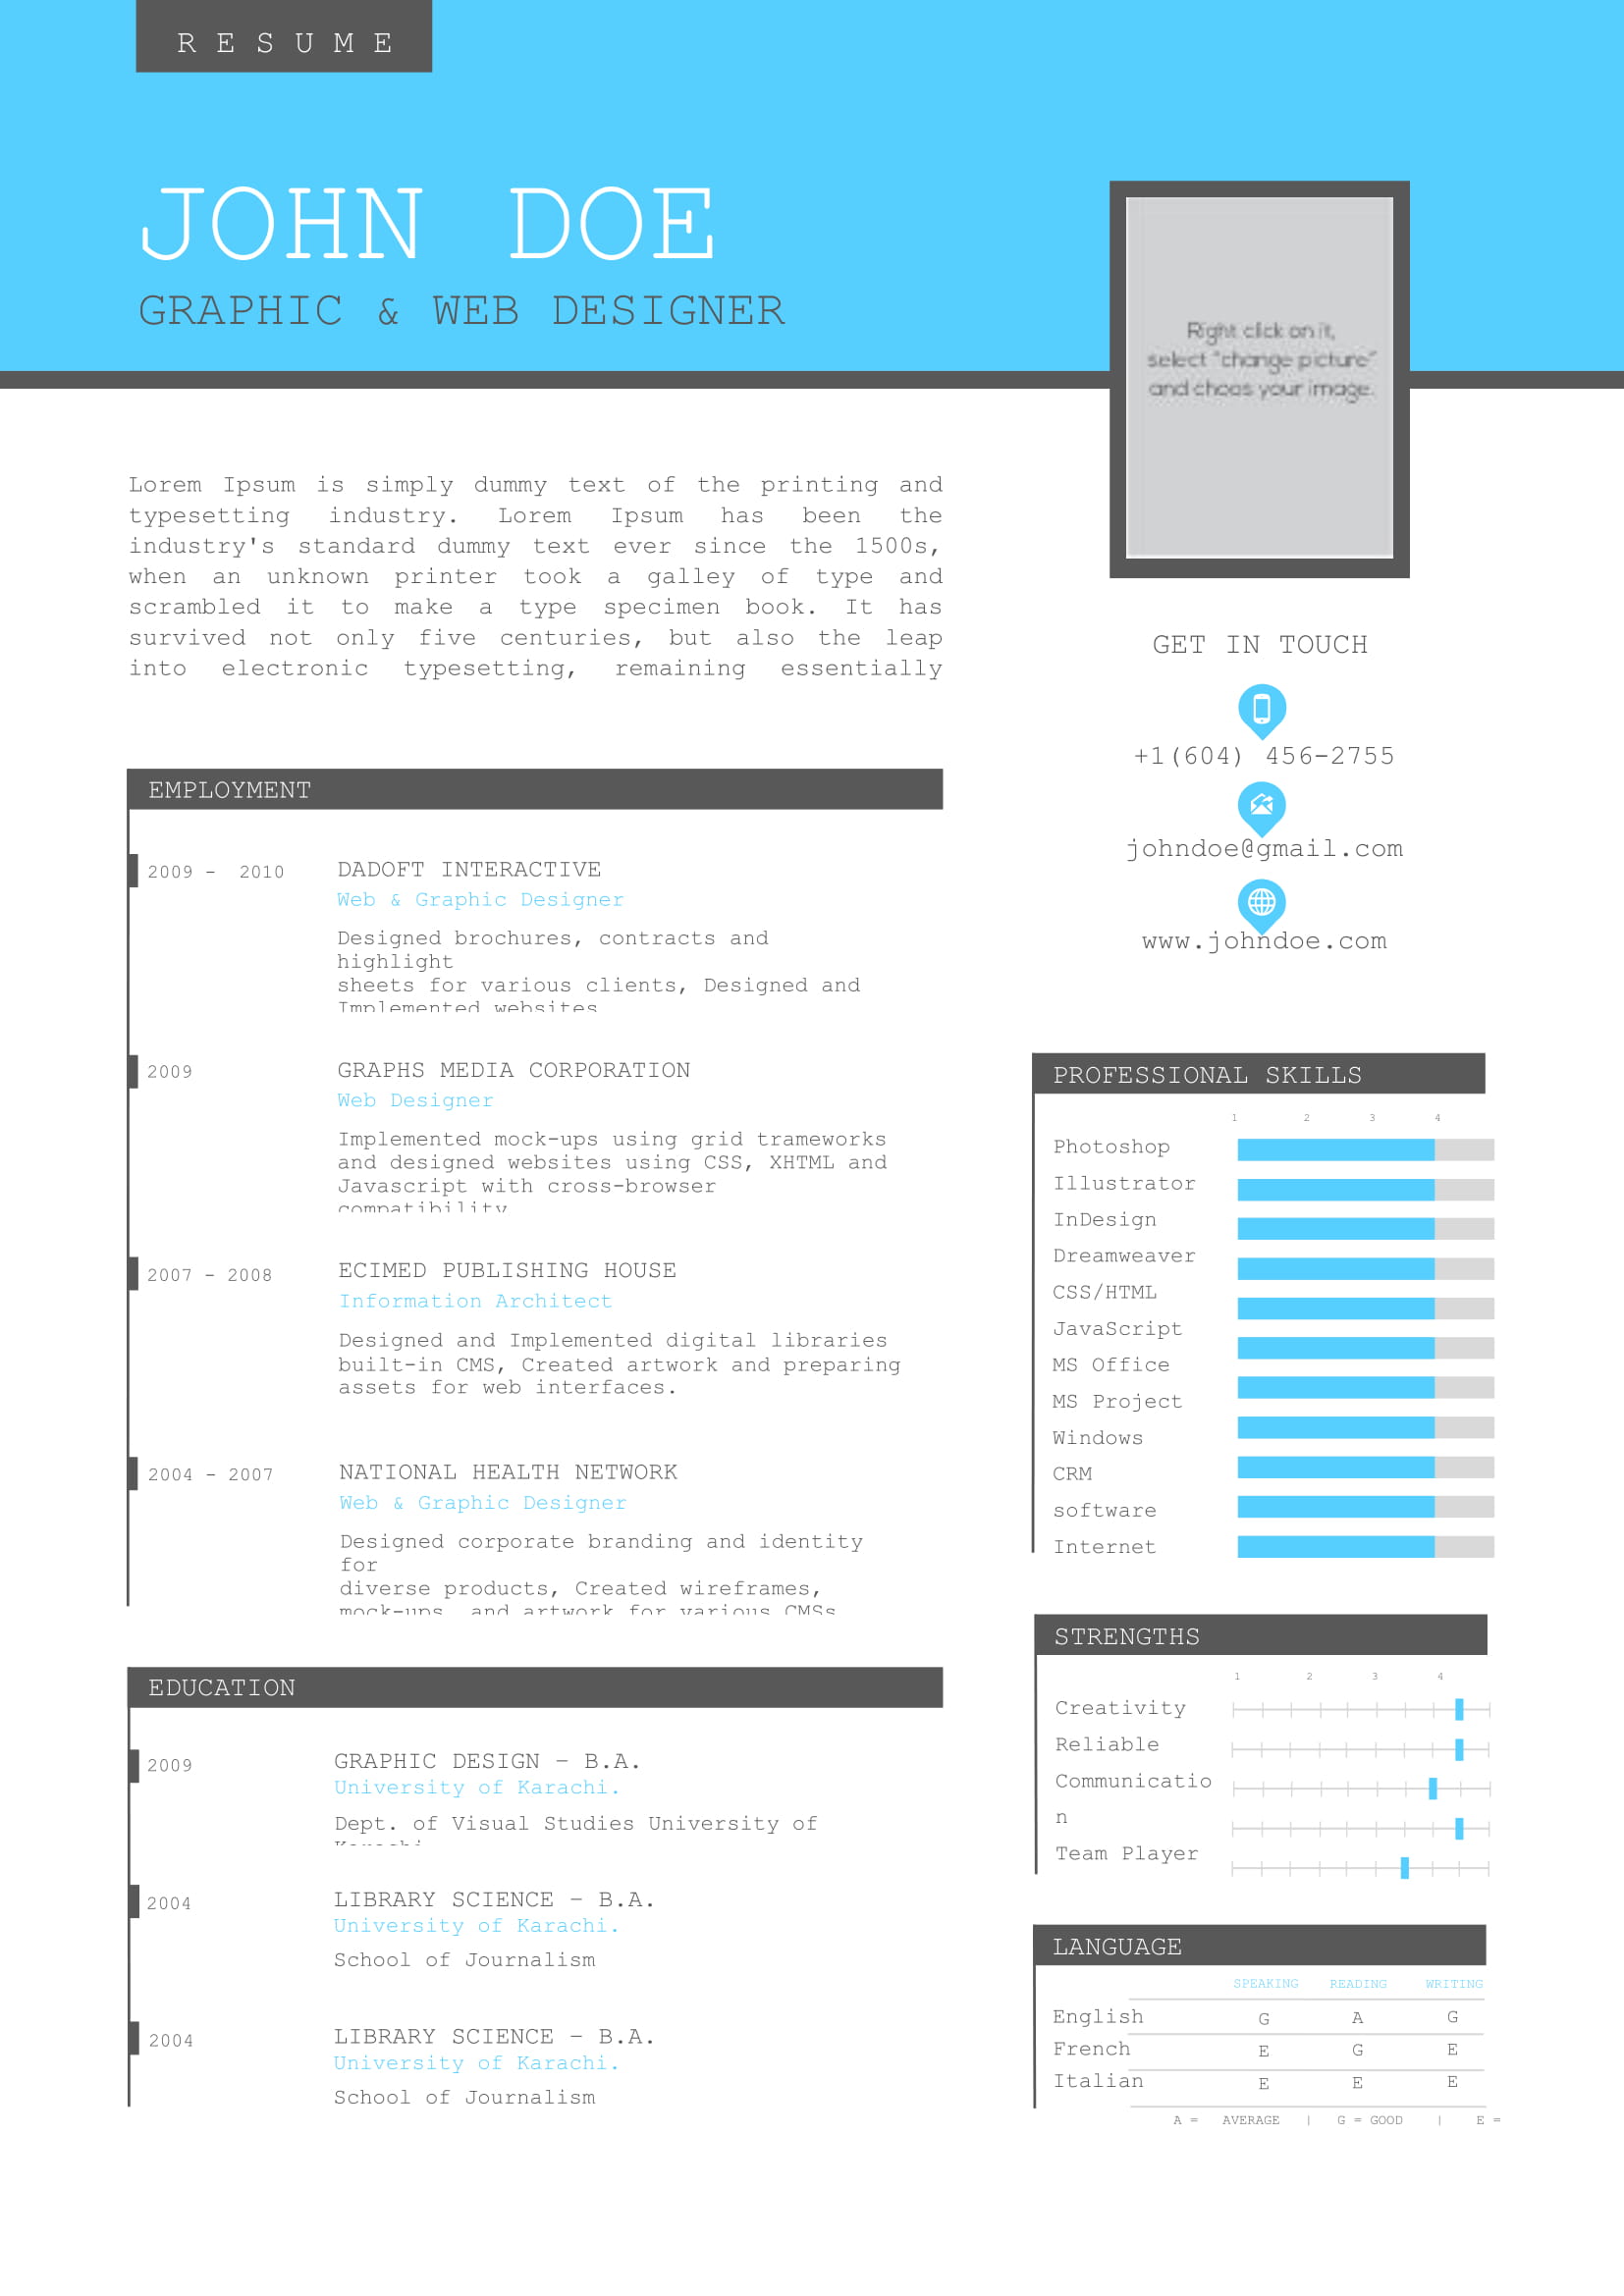 RESUME
JOHN DOE
GRAPHIC & WEB DESIGNER
Right click on it,
select "change picture"
and choos your image.
Lorem Ipsum is simply dummy text of the printing and
typesetting industry. Lorem Ipsum has been the
industry's standard dummy text ever since the 1500s,
when an unknown printer took a galley of type and
scrambled it to make a type specimen book. It has
survived not only five centuries, but also the leap
into electronic typesetting, remaining essentially
GET IN TOUCH
+1(604) 456-2755
johndoe@gmail.com
www.johndoe.com
EMPLOYMENT
2009 - 2010
DADOFT INTERACTIVE
Web & Graphic Designer
Designed brochures, contracts and
highlight
sheets for various clients, Designed and
Implemented websites
2009
GRAPHS MEDIA CORPORATION
Web Designer
Implemented mock-ups using grid trameworks
and designed websites using CSS, XHTML and
Javascript with cross-browser
compatibility
2007 - 2008
ECIMED PUBLISHING HOUSE
Information Architect
Designed and Implemented digital libraries
built-in CMS, Created artwork and preparing
assets for web interfaces.
2004 - 2007
NATIONAL HEALTH NETWORK
Web & Graphic Designer
Designed corporate branding and identity
for
diverse products, Created wireframes,
mock-ups, and artwork for various CMSs
EDUCATION
2009
GRAPHIC DESIGN – B.A.
University of Karachi.
Dept. of Visual Studies University of
Karachi
2004
LIBRARY SCIENCE – B.A.
University of Karachi.
School of Journalism
2004
LIBRARY SCIENCE – B.A.
University of Karachi.
School of Journalism
PROFESSIONAL SKILLS
1 2 3 4
Photoshop
Illustrator
InDesign
Dreamweaver
CSS/HTML
JavaScript
MS Office
MS Project
Windows
CRM
software
Internet
STRENGTHS
1 2 3 4
Creativity
Reliable
Communicatio
n
Team Player
LANGUAGE
SPEAKING READING WRITING
English G A G
French E G E
Italian E E E
A = AVERAGE | G = GOOD | E =